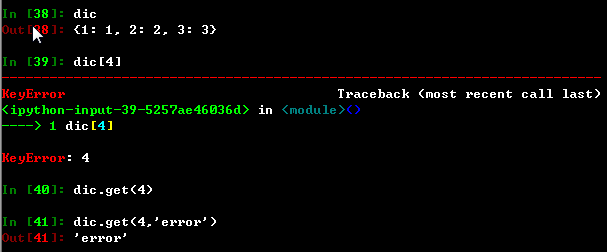 In [38]: dic
Out[38]: {1: 1, 2: 2, 3: 3}
In [39]: dic[4]
KeyError Traceback (most recent call last)
<ipython-input-39-5257ae46036d> in <module>()
----> 1 dic[4]
KeyError: 4
In [40]: dic.get(4)
In [41]: dic.get(4,'error')
Out[41]: 'error'